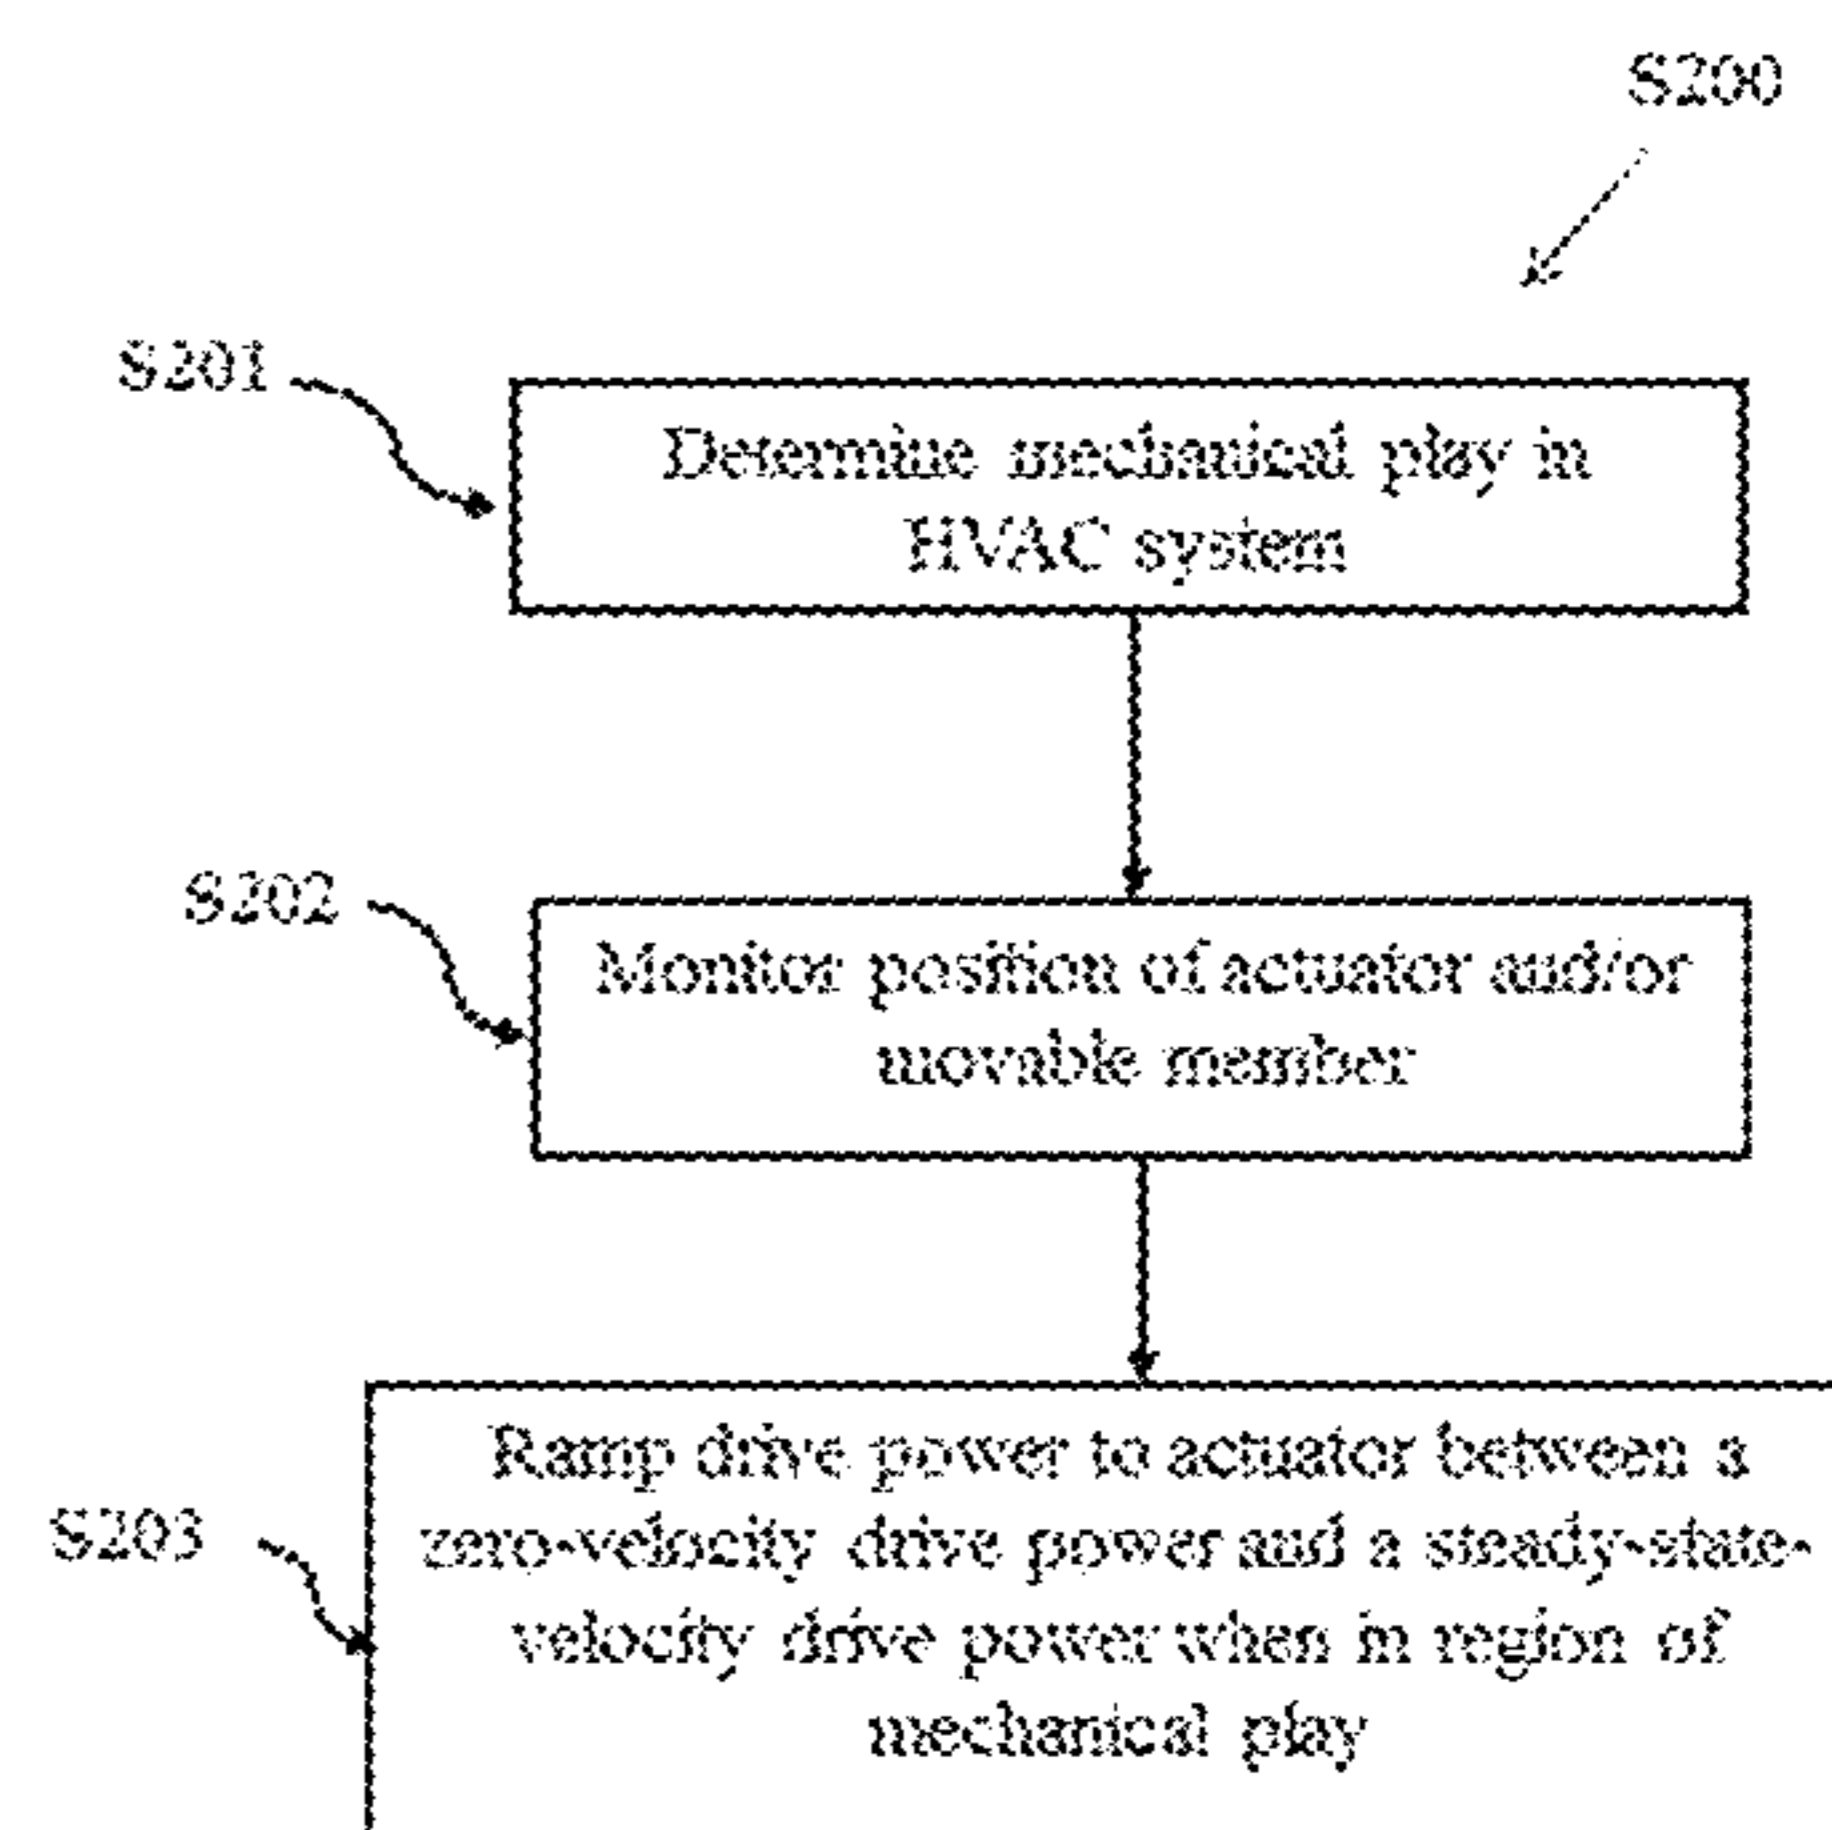 S200
S201
Determine mechanical play in
HVAC system
S202
Monitor position of actuator and/or
movable member
Ramp drive power to actuator between a
S203
zero-velocity drive power and a steady-state-
velocity drive power when in region of
mechanical play